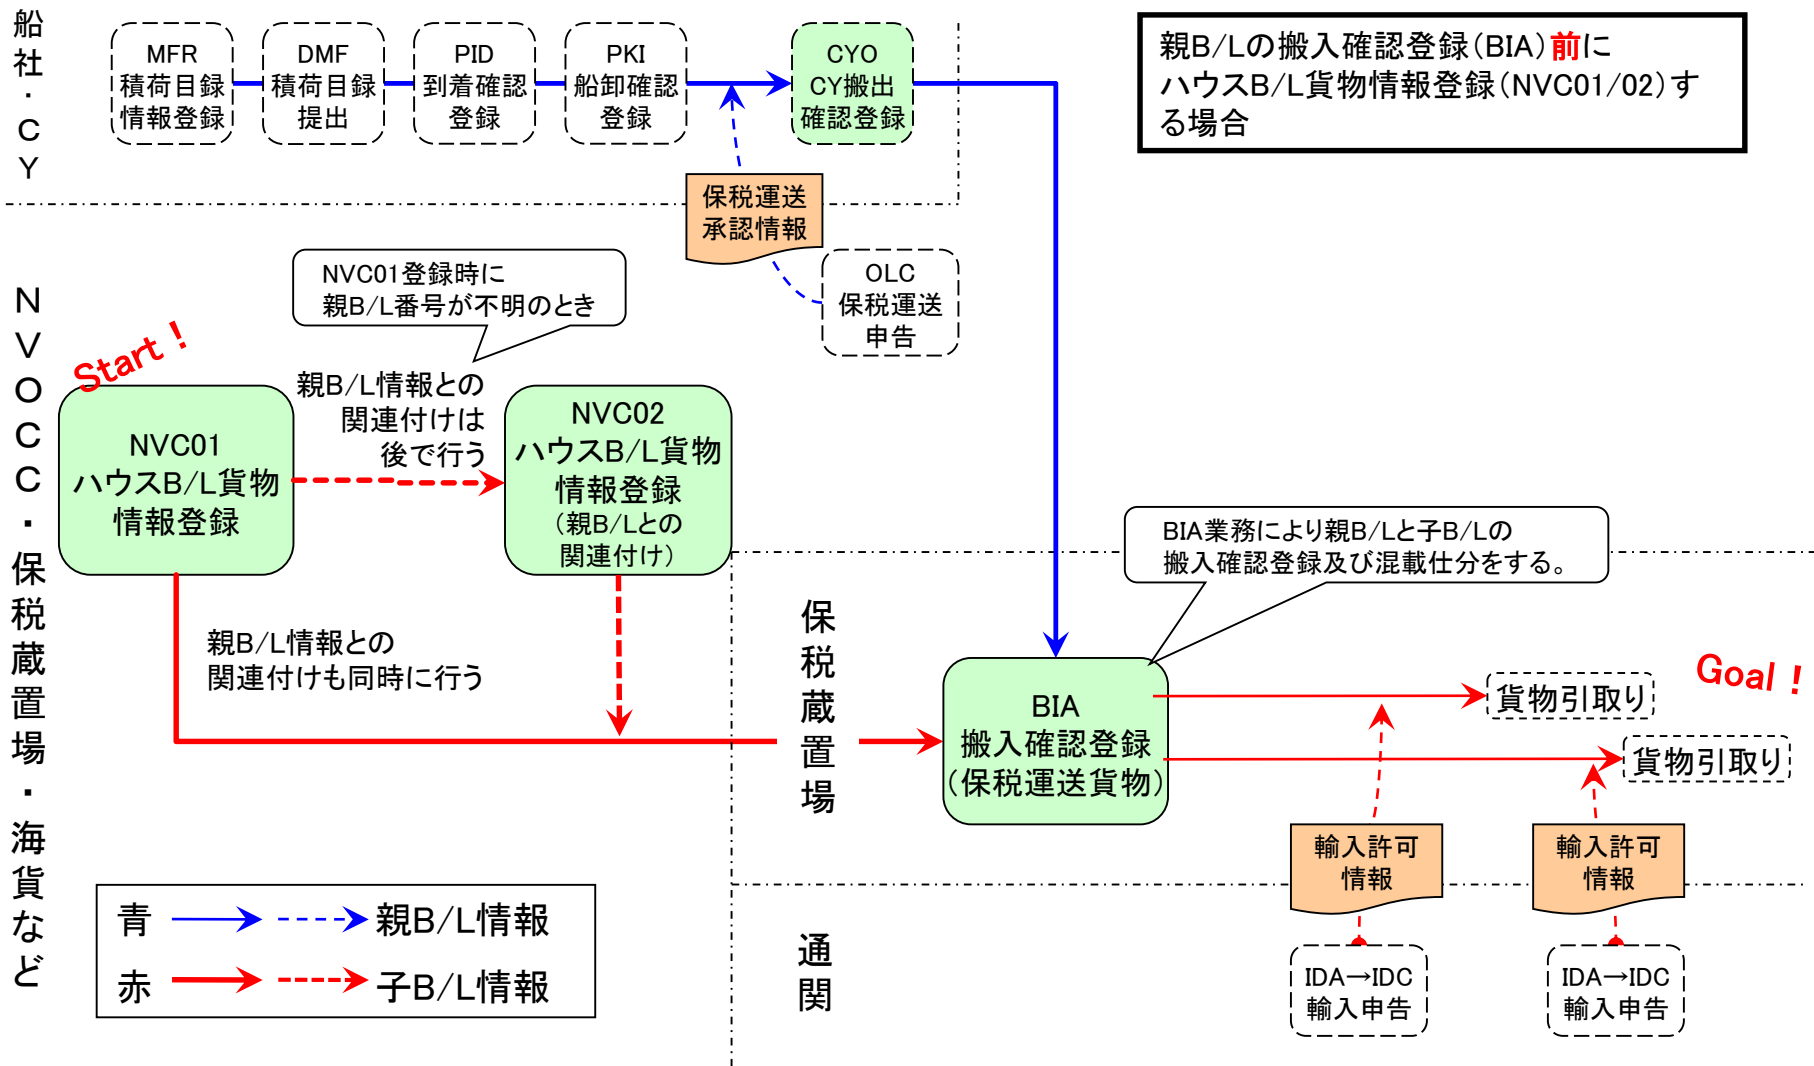 船社・CY
MFR
積荷目録
情報登録
DMF
積荷目録
提出
PID
到着確認
登録
PKI
船卸確認
登録
CYO
CY搬出
確認登録
親B/Lの搬入確認登録(BIA)前に
ハウスB/L貨物情報登録(NVC01/02)す
る場合
保税運送
承認情報
OLC
保税運送
申告
NVOCC・保税蔵置場・海貨など
NVC01登録時に
親B/L番号が不明のとき
Start!
NVC01
ハウスB/L貨物
情報登録
親B/L情報との
関連付けは
後で行う
NVC02
ハウスB/L貨物
情報登録
(親B/Lとの
関連付け)
親B/L情報との
関連付けも同時に行う
保税蔵置場
BIA業務により親B/Lと子B/Lの
搬入確認登録及び混載仕分をする。
BIA
搬入確認登録
(保税運送貨物)
Goal!
貨物引取り
貨物引取り
輸入許可
情報
輸入許可
情報
通関
IDA→IDC
輸入申告
IDA→IDC
輸入申告
青 親B/L情報
赤 子B/L情報